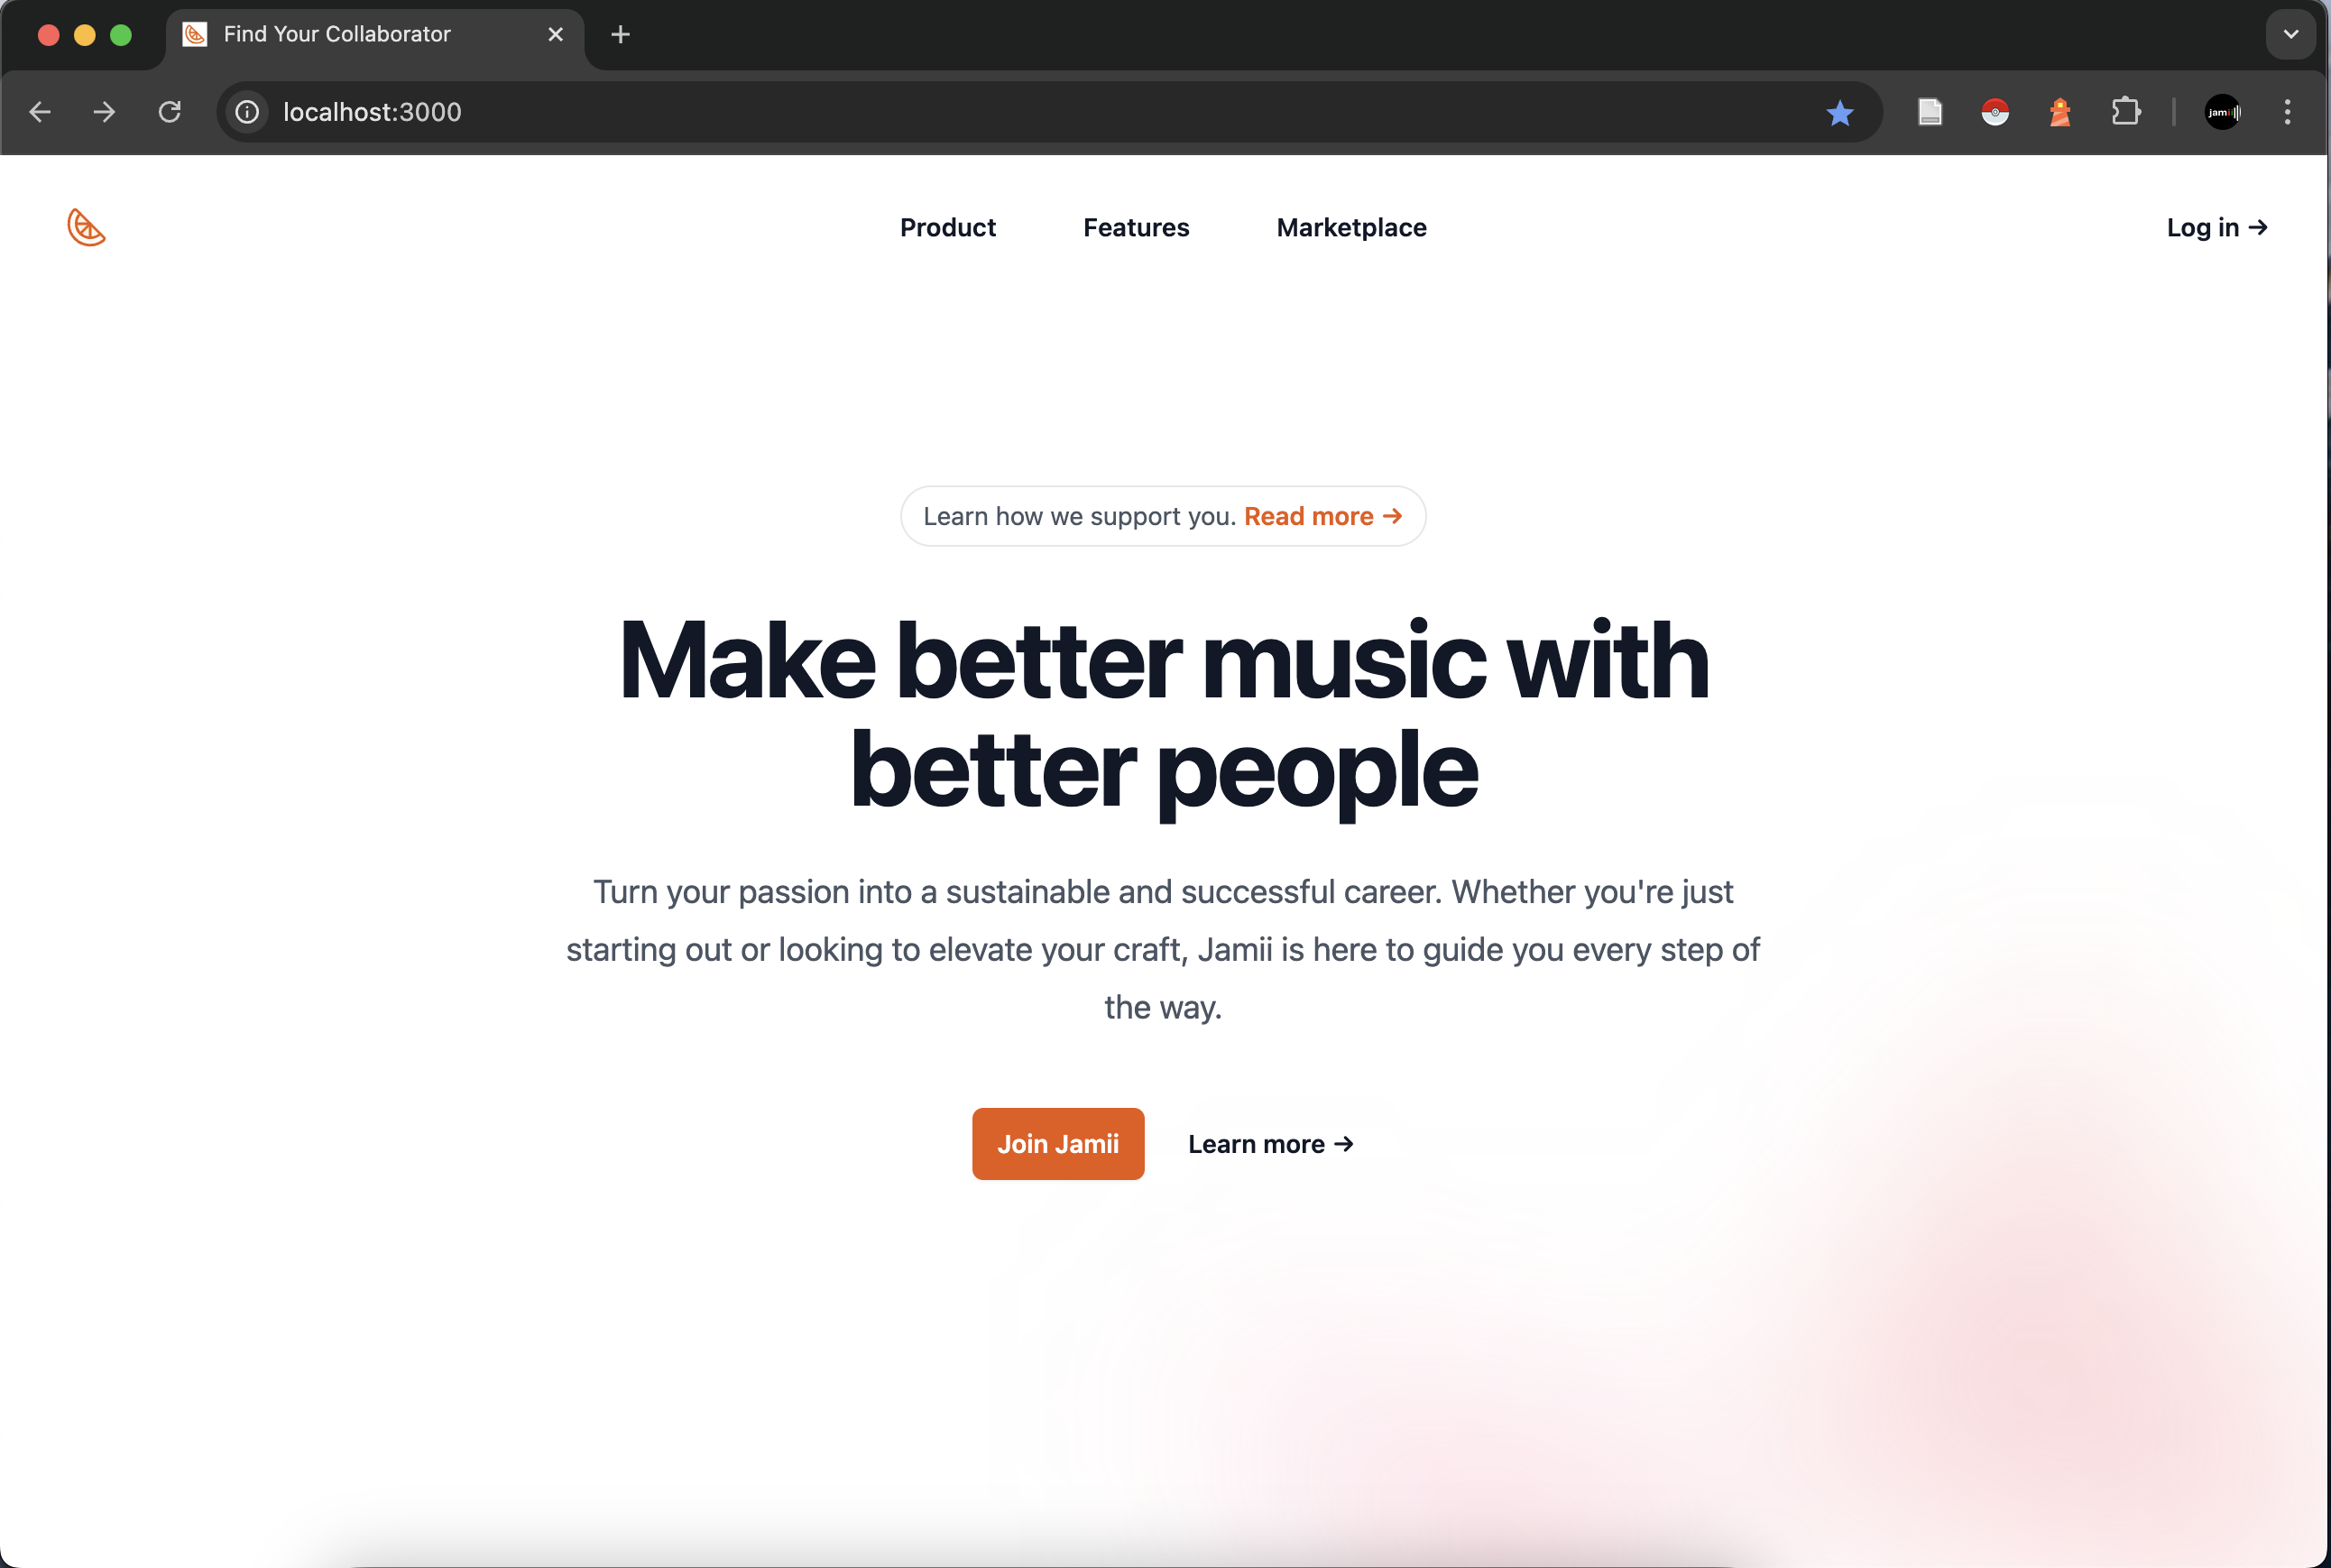 Find Your Collaborator
localhost:3000
jamii
Product Features Marketplace Log in →
Learn how we support you. Read more →
Make better music with
better people
Turn your passion into a sustainable and successful career. Whether you're just
starting out or looking to elevate your craft, Jamii is here to guide you every step of
the way.
Join Jamii Learn more →